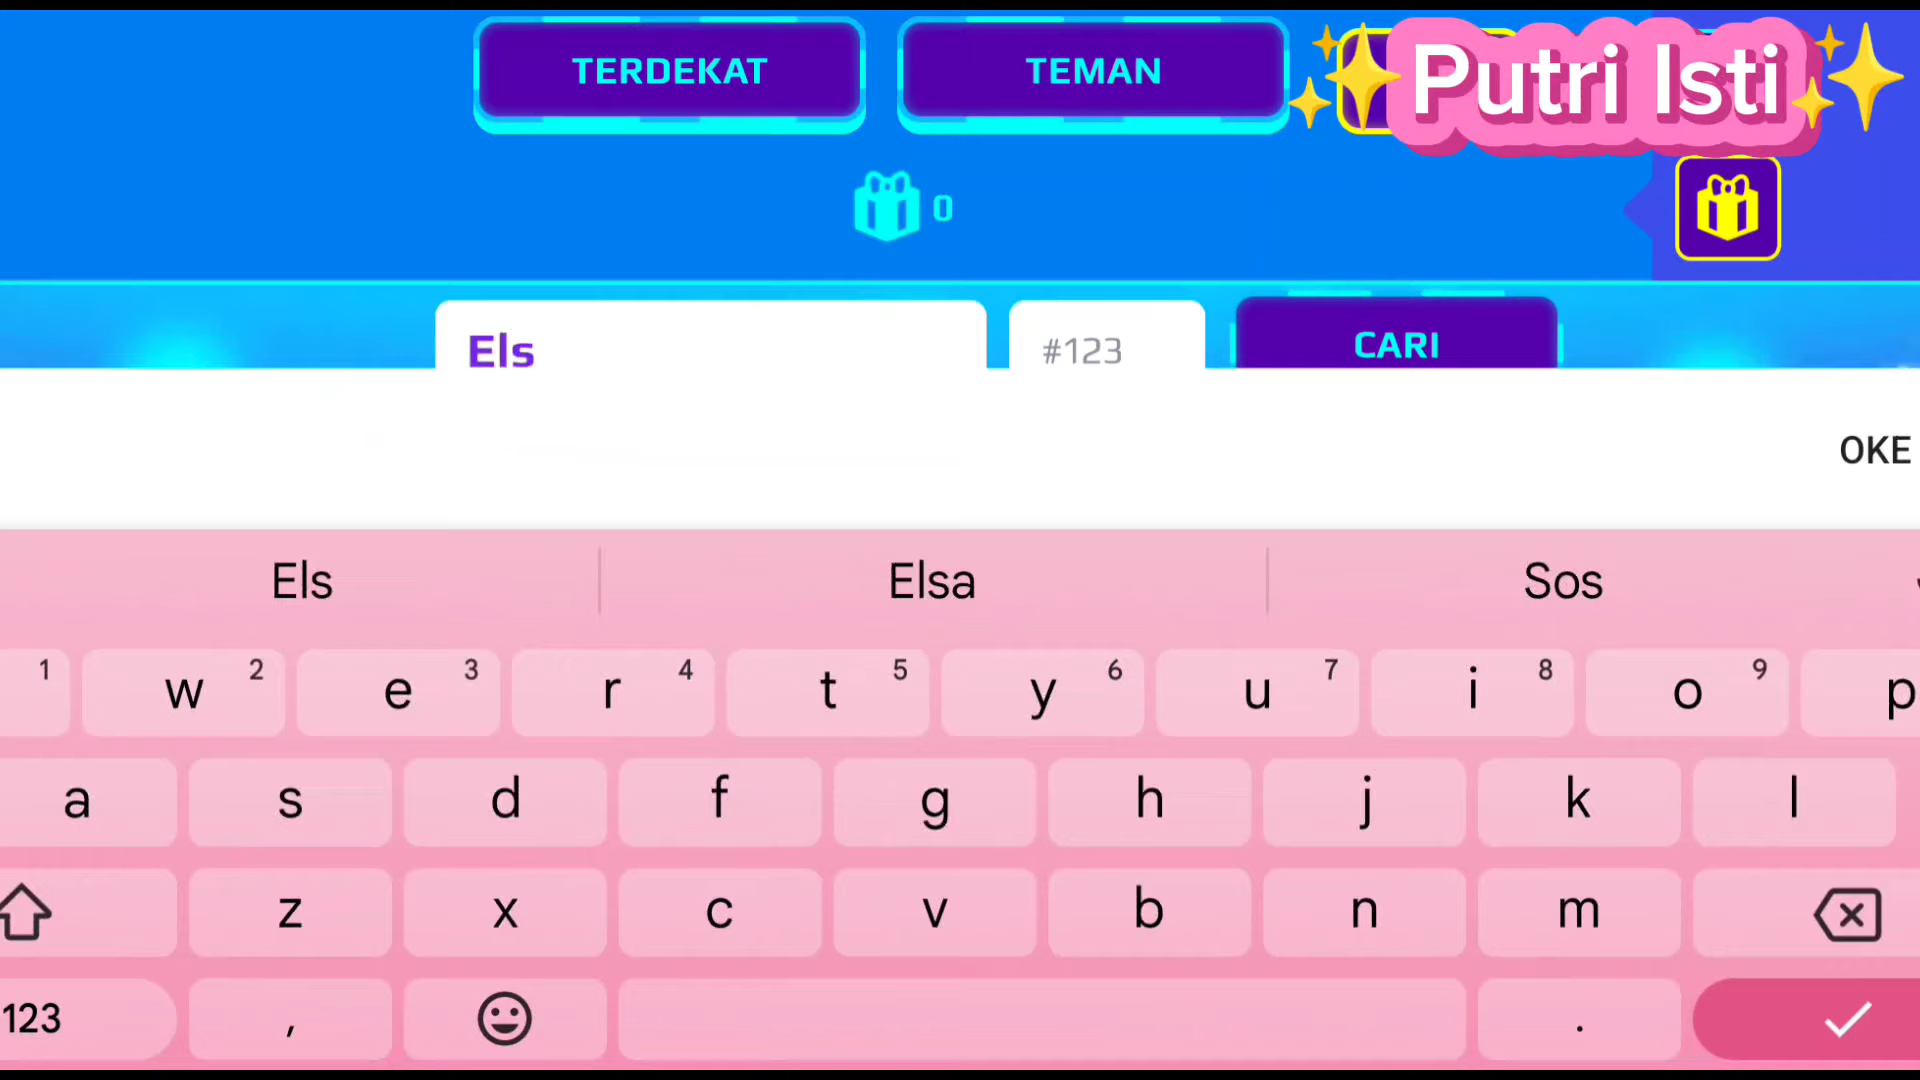 TERDEKAT TEMAN Putri Isti
0
Els #123 CARI
OKE
Els Elsa Sos
1 w 2 e 3 r 4 t 5 y 6 u 7 i 8 o 9 p
a s d f g h j k l
z x c v b n m
123 , .